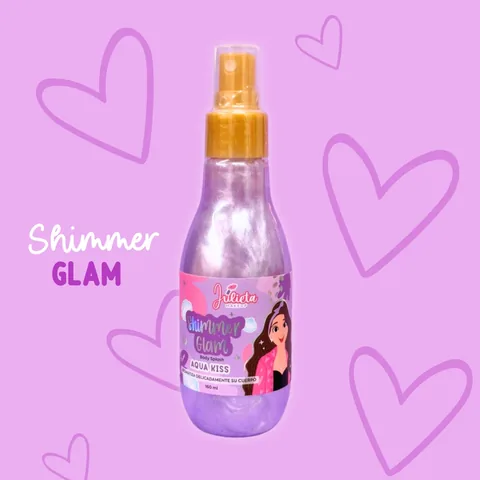 Shimmer
GLAM
Julieta
Shimmer
Glam
Body Splash
AQUA KISS
DELICADAMENTE SU CUERPO
160 ml